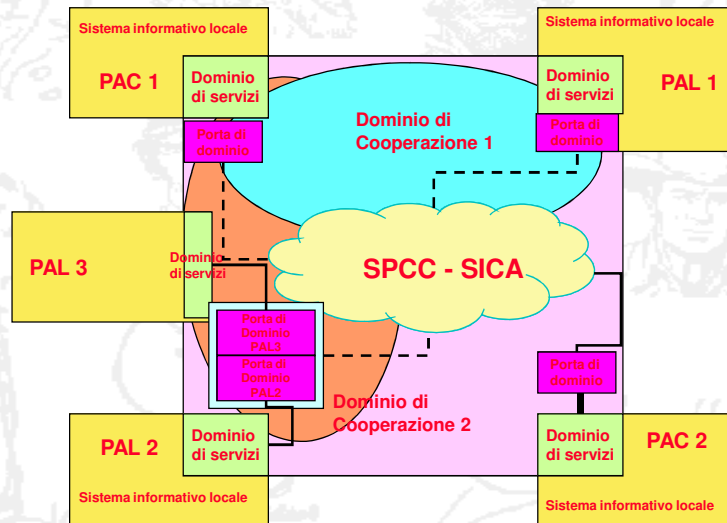 Sistema informativo locale
PAC 1
Dominio
di servizi
Porta di
dominio
Sistema informativo locale
PAL 1
Dominio
di servizi
Porta di
dominio
Dominio di
Cooperazione 1
PAL 3
Dominio
di servizi
SPCC - SICA
Porta di
Dominio
PAL3
Porta di
Dominio
PAL2
Dominio di
Cooperazione 2
Porta di
dominio
PAL 2
Dominio
di servizi
Sistema informativo locale
Dominio
di servizi
PAC 2
Sistema informativo locale